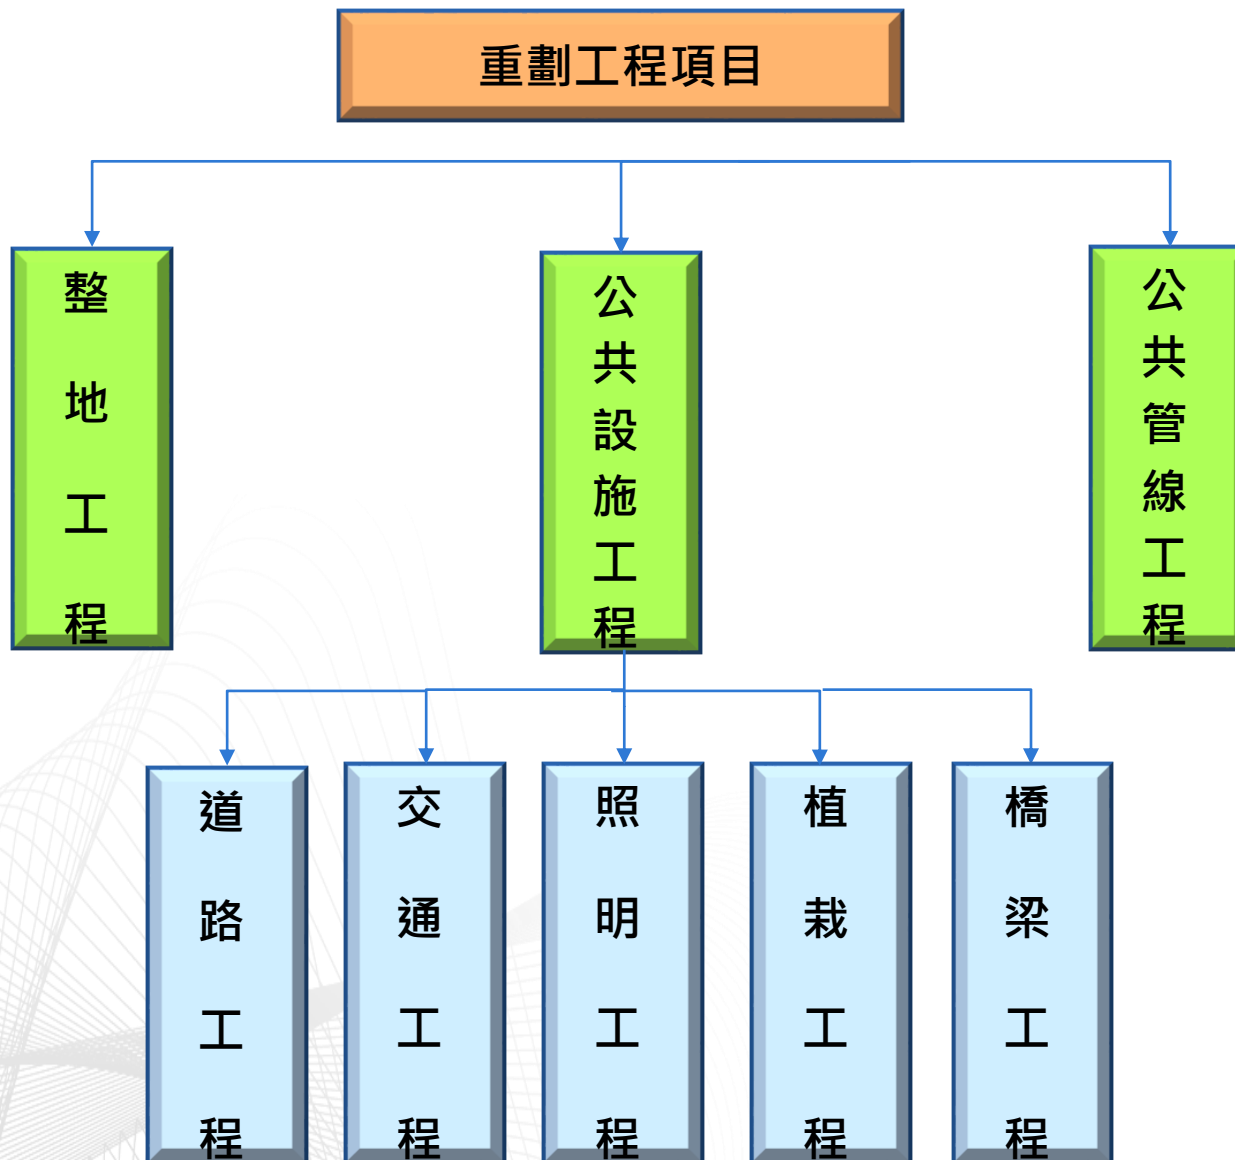 重劃工程項目
整地工程
公共設施工程
公共管線工程
道路工程
交通工程
照明工程
植栽工程
橋梁工程